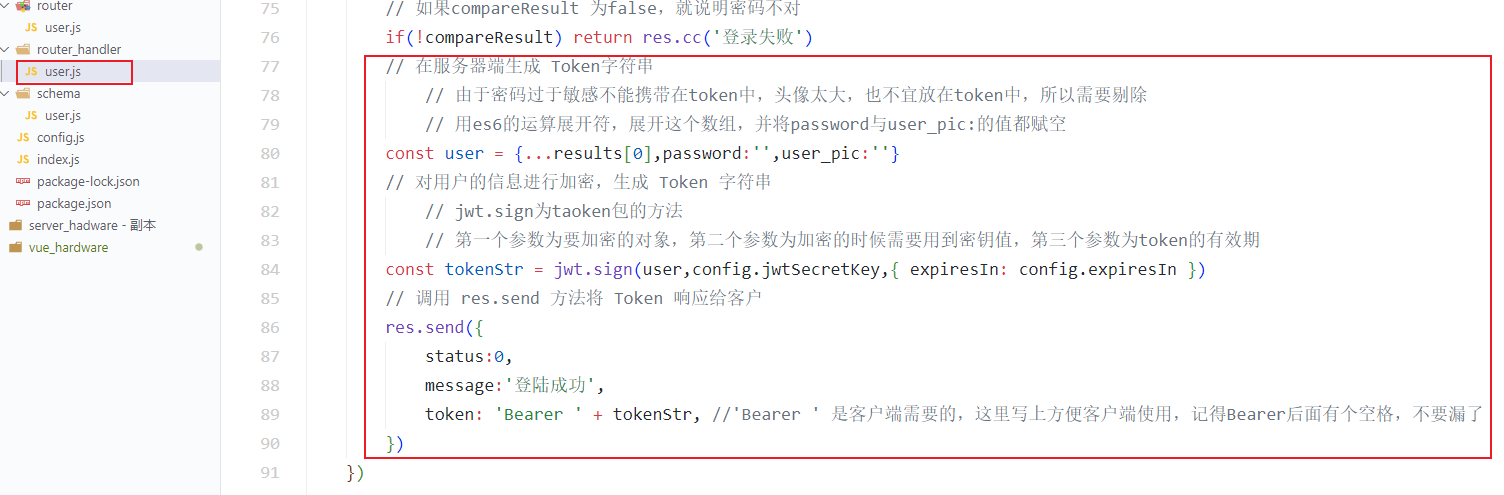 router
JS user.js
router_handler
JS user.js
schema
JS user.js
JS config.js
JS index.js
npm package-lock.json
npm package.json
server_hadware - 副本
vue_hardware
75 // 如果compareResult 为false，就说明密码不对
76 if(!compareResult) return res.cc('登录失败')
77 // 在服务器端生成 Token字符串
78 // 由于密码过于敏感不能携带在token中，头像太大，也不宜放在token中，所以需要剔除
79 // 用es6的运算展开符，展开这个数组，并将password与user_pic:的值都赋空
80 const user = {...results[0],password:'',user_pic:''}
81 // 对用户的信息进行加密，生成 Token 字符串
82 // jwt.sign为taoken包的方法
83 // 第一个参数为要加密的对象，第二个参数为加密的时候需要用到密钥值，第三个参数为token的有效期
84 const tokenStr = jwt.sign(user,config.jwtSecretKey,{ expiresIn: config.expiresIn })
85 // 调用 res.send 方法将 Token 响应给客户
86 res.send({
87 status:0,
88 message:'登陆成功',
89 token: 'Bearer ' + tokenStr, //'Bearer ' 是客户端需要的，这里写上方便客户端使用，记得Bearer后面有个空格，不要漏了
90 })
91 })